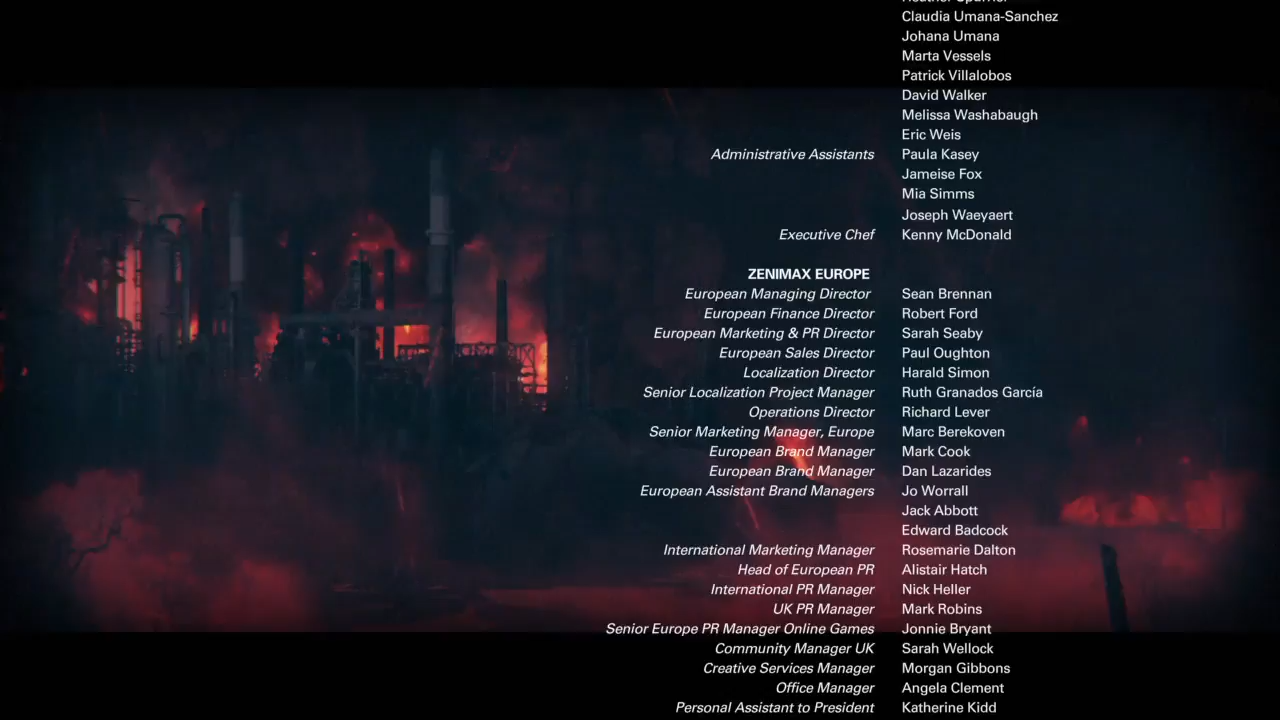 Claudia Umana-Sanchez
Johana Umana
Marta Vessels
Patrick Villalobos
David Walker
Melissa Washabaugh
Eric Weis
Administrative Assistants Paula Kasey
Jameise Fox
Mia Simms
Joseph Waeyaert
Executive Chef Kenny McDonald
ZENIMAX EUROPE
European Managing Director Sean Brennan
European Finance Director Robert Ford
European Marketing & PR Director Sarah Seaby
European Sales Director Paul Oughton
Localization Director Harald Simon
Senior Localization Project Manager Ruth Granados García
Operations Director Richard Lever
Senior Marketing Manager, Europe Marc Berekoven
European Brand Manager Mark Cook
European Brand Manager Dan Lazarides
European Assistant Brand Managers Jo Worrall
Jack Abbott
Edward Badcock
International Marketing Manager Rosemarie Dalton
Head of European PR Alistair Hatch
International PR Manager Nick Heller
UK PR Manager Mark Robins
Senior Europe PR Manager Online Games Jonnie Bryant
Community Manager UK Sarah Wellock
Creative Services Manager Morgan Gibbons
Office Manager Angela Clement
Personal Assistant to President Katherine Kidd